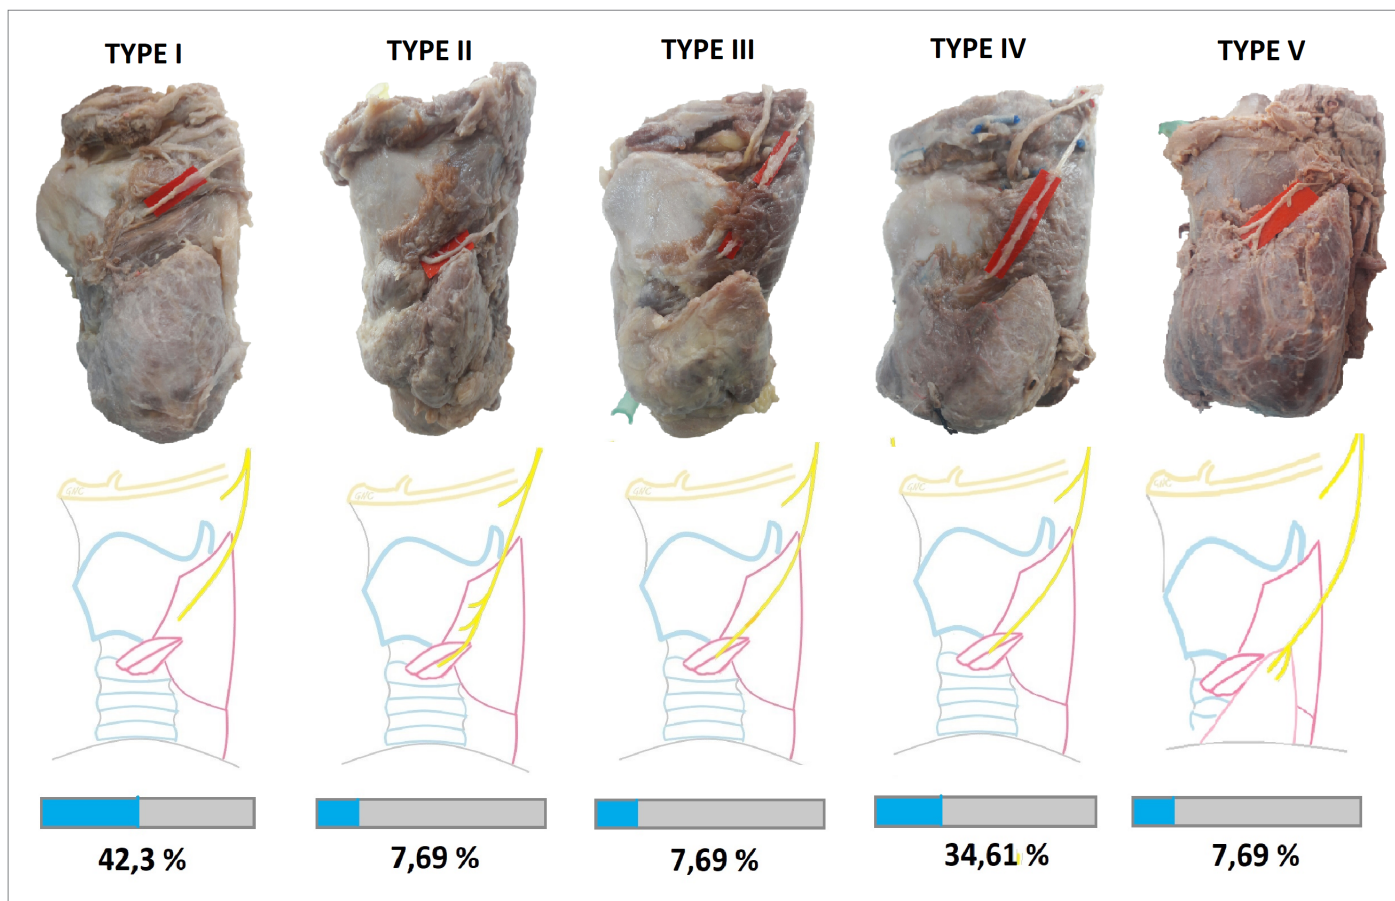 TYPE I
TYPE II
TYPE III
TYPE IV
TYPE V
42,3 %
7,69 %
7,69 %
34,61 %
7,69 %